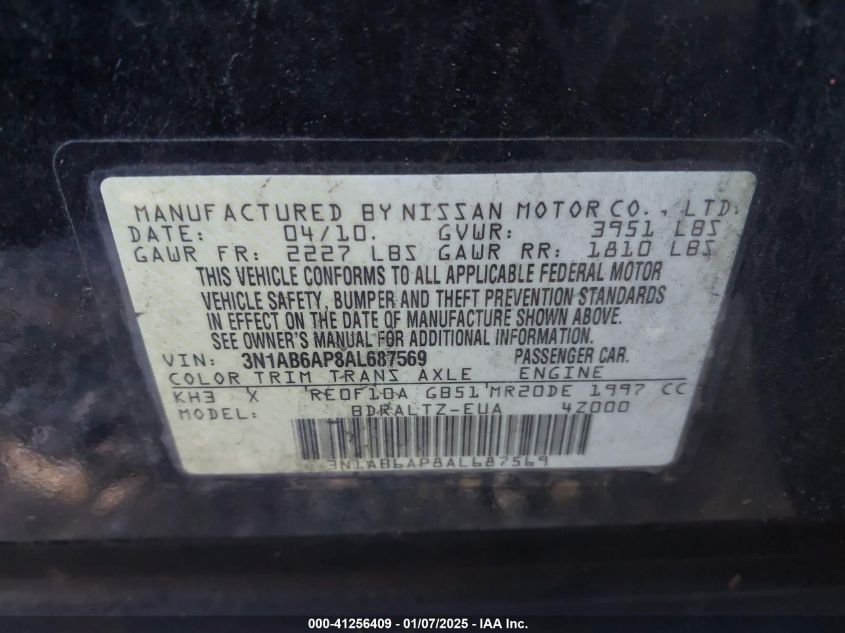 MANUFACTURED BY NISSAN MOTOR CO., LTD.
DATE: 04/10. GVWR: 3951 LBS
GAWR FR: 2227 LBS GAWR RR: 1810 LBS
THIS VEHICLE CONFORMS TO ALL APPLICABLE FEDERAL MOTOR
VEHICLE SAFETY, BUMPER AND THEFT PREVENTION STANDARDS
IN EFFECT ON THE DATE OF MANUFACTURE SHOWN ABOVE.
SEE OWNER'S MANUAL FOR ADDITIONAL INFORMATION.
VIN: 3N1AB6AP8AL687569 PASSENGER CAR.
COLOR TRIM TRANS AXLE ENGINE
KH3 X RE0F10A GB51 MR20DE 1997 CC
MODEL: BDRALTZ-EUA 4Z000
3N1AB6AP8AL687569
000-41256409 - 01/07/2025 - IAA Inc.